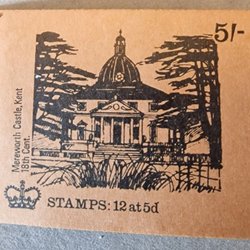 5/-
Mereworth Castle, Kent
18th Cent.
STAMPS: 12 at 5d